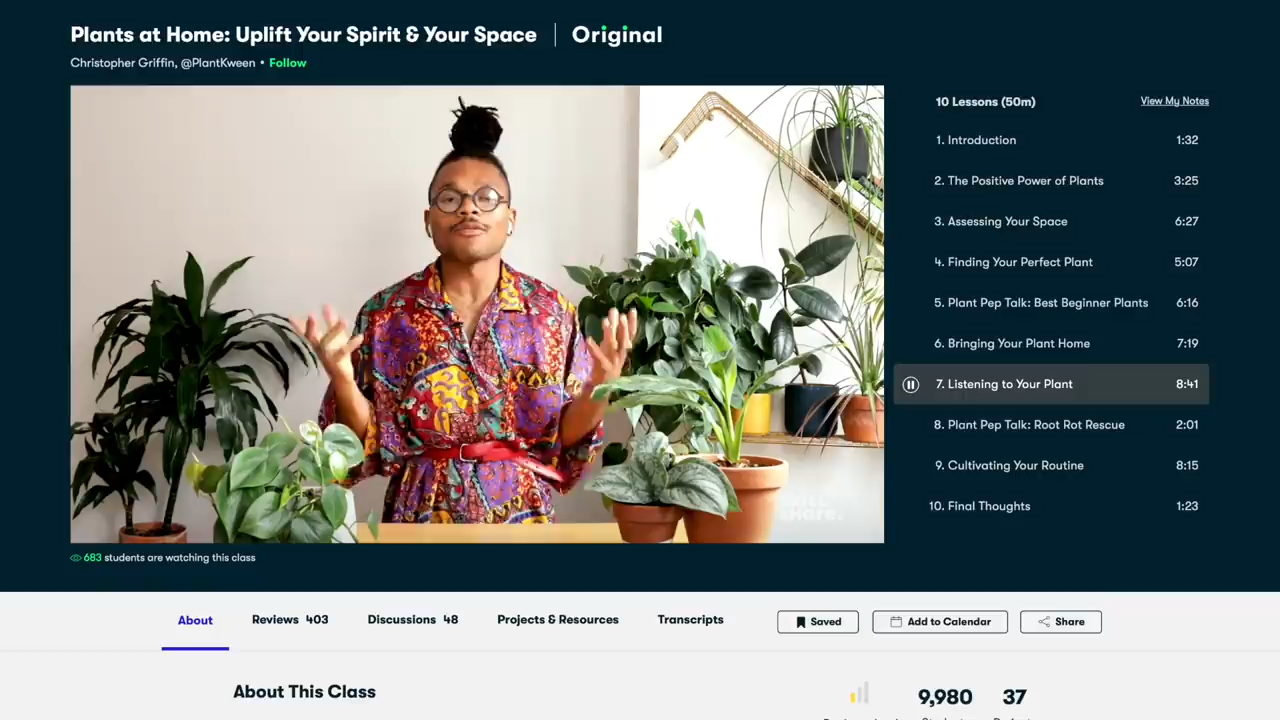 Plants at Home: Uplift Your Spirit & Your Space | Original
Christopher Griffin, @PlantKween • Follow
10 Lessons (50m) View My Notes
1. Introduction 1:32
2. The Positive Power of Plants 3:25
3. Assessing Your Space 6:27
4. Finding Your Perfect Plant 5:07
5. Plant Pep Talk: Best Beginner Plants 6:16
6. Bringing Your Plant Home 7:19
7. Listening to Your Plant 8:41
8. Plant Pep Talk: Root Rot Rescue 2:01
9. Cultivating Your Routine 8:15
10. Final Thoughts 1:23
SKILL
SHARE.
683 students are watching this class
About Reviews 403 Discussions 48 Projects & Resources Transcripts Saved Add to Calendar Share
About This Class
9,980 37